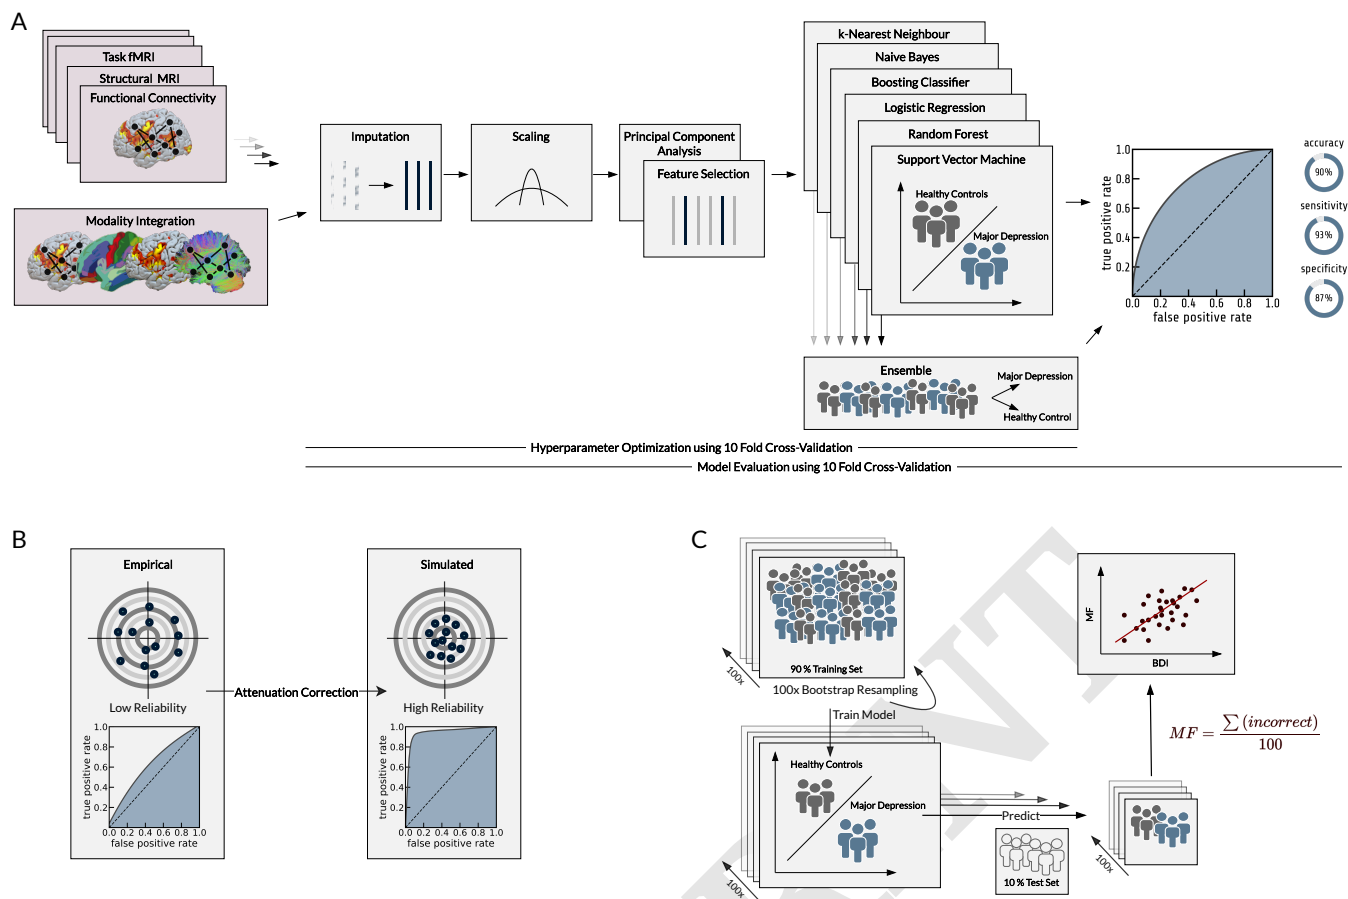 A
Task fMRI
Structural MRI
Functional Connectivity
Modality Integration
Imputation
Scaling
Principal Component
Analysis
Feature Selection
k-Nearest Neighbour
Naive Bayes
Boosting Classifier
Logistic Regression
Random Forest
Support Vector Machine
Healthy Controls
Major Depression
Ensemble
Major Depression
Healthy Control
1.0
0.8
0.6
0.4
0.2
true positive rate
0.0 0.2 0.4 0.6 0.8 1.0
false positive rate
accuracy
90%
sensitivity
93%
specificity
87%
Hyperparameter Optimization using 10 Fold Cross-Validation
Model Evaluation using 10 Fold Cross-Validation
B
Empirical
Low Reliability
1.0
0.8
0.6
0.4
0.2
true positive rate
0.0 0.2 0.4 0.6 0.8 1.0
false positive rate
Attenuation Correction
Simulated
High Reliability
1.0
0.8
0.6
0.4
0.2
true positive rate
0.0 0.2 0.4 0.6 0.8 1.0
false positive rate
C
90 % Training Set
100x
100x Bootstrap Resampling
Train Model
Healthy Controls
Major Depression
100x
Predict
10 % Test Set
100x
MF = ∑ (incorrect) / 100
MF
BDI